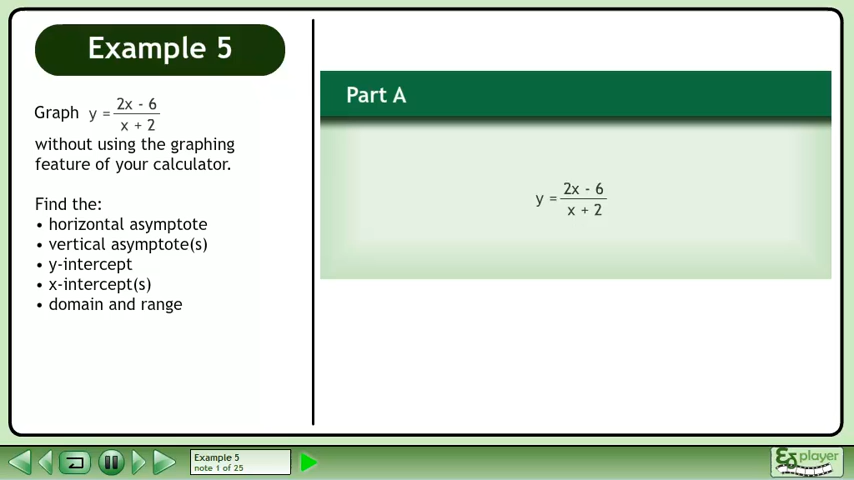 Example 5
Graph y = (2x - 6)/(x + 2)
without using the graphing
feature of your calculator.
Find the:
• horizontal asymptote
• vertical asymptote(s)
• y-intercept
• x-intercept(s)
• domain and range
Part A
y = (2x - 6)/(x + 2)
Example 5
note 1 of 25
player